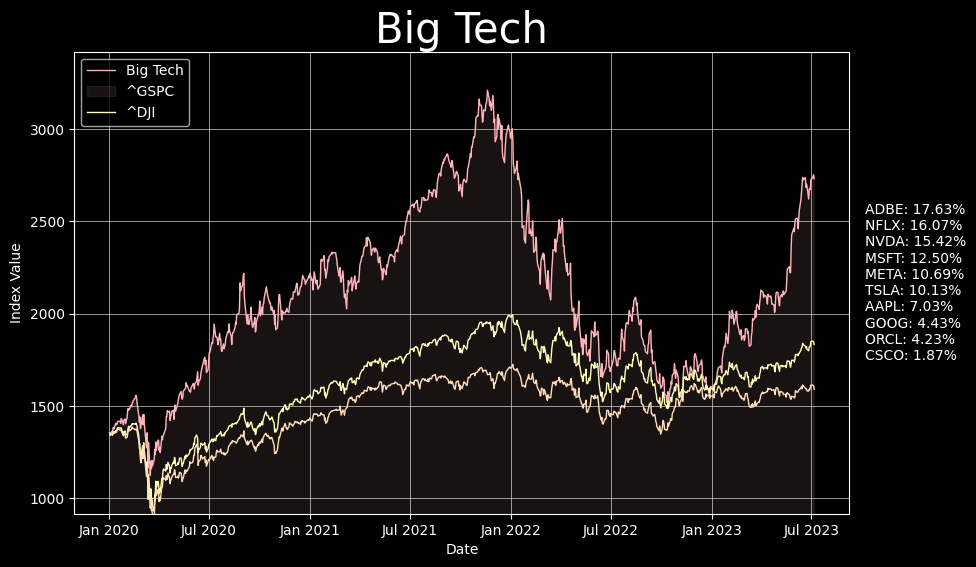 Big Tech
Big Tech
^GSPC
^DJI
3000
2500
2000
1500
1000
Index Value
Jan 2020 Jul 2020 Jan 2021 Jul 2021 Jan 2022 Jul 2022 Jan 2023 Jul 2023
Date
ADBE: 17.63%
NFLX: 16.07%
NVDA: 15.42%
MSFT: 12.50%
META: 10.69%
TSLA: 10.13%
AAPL: 7.03%
GOOG: 4.43%
ORCL: 4.23%
CSCO: 1.87%